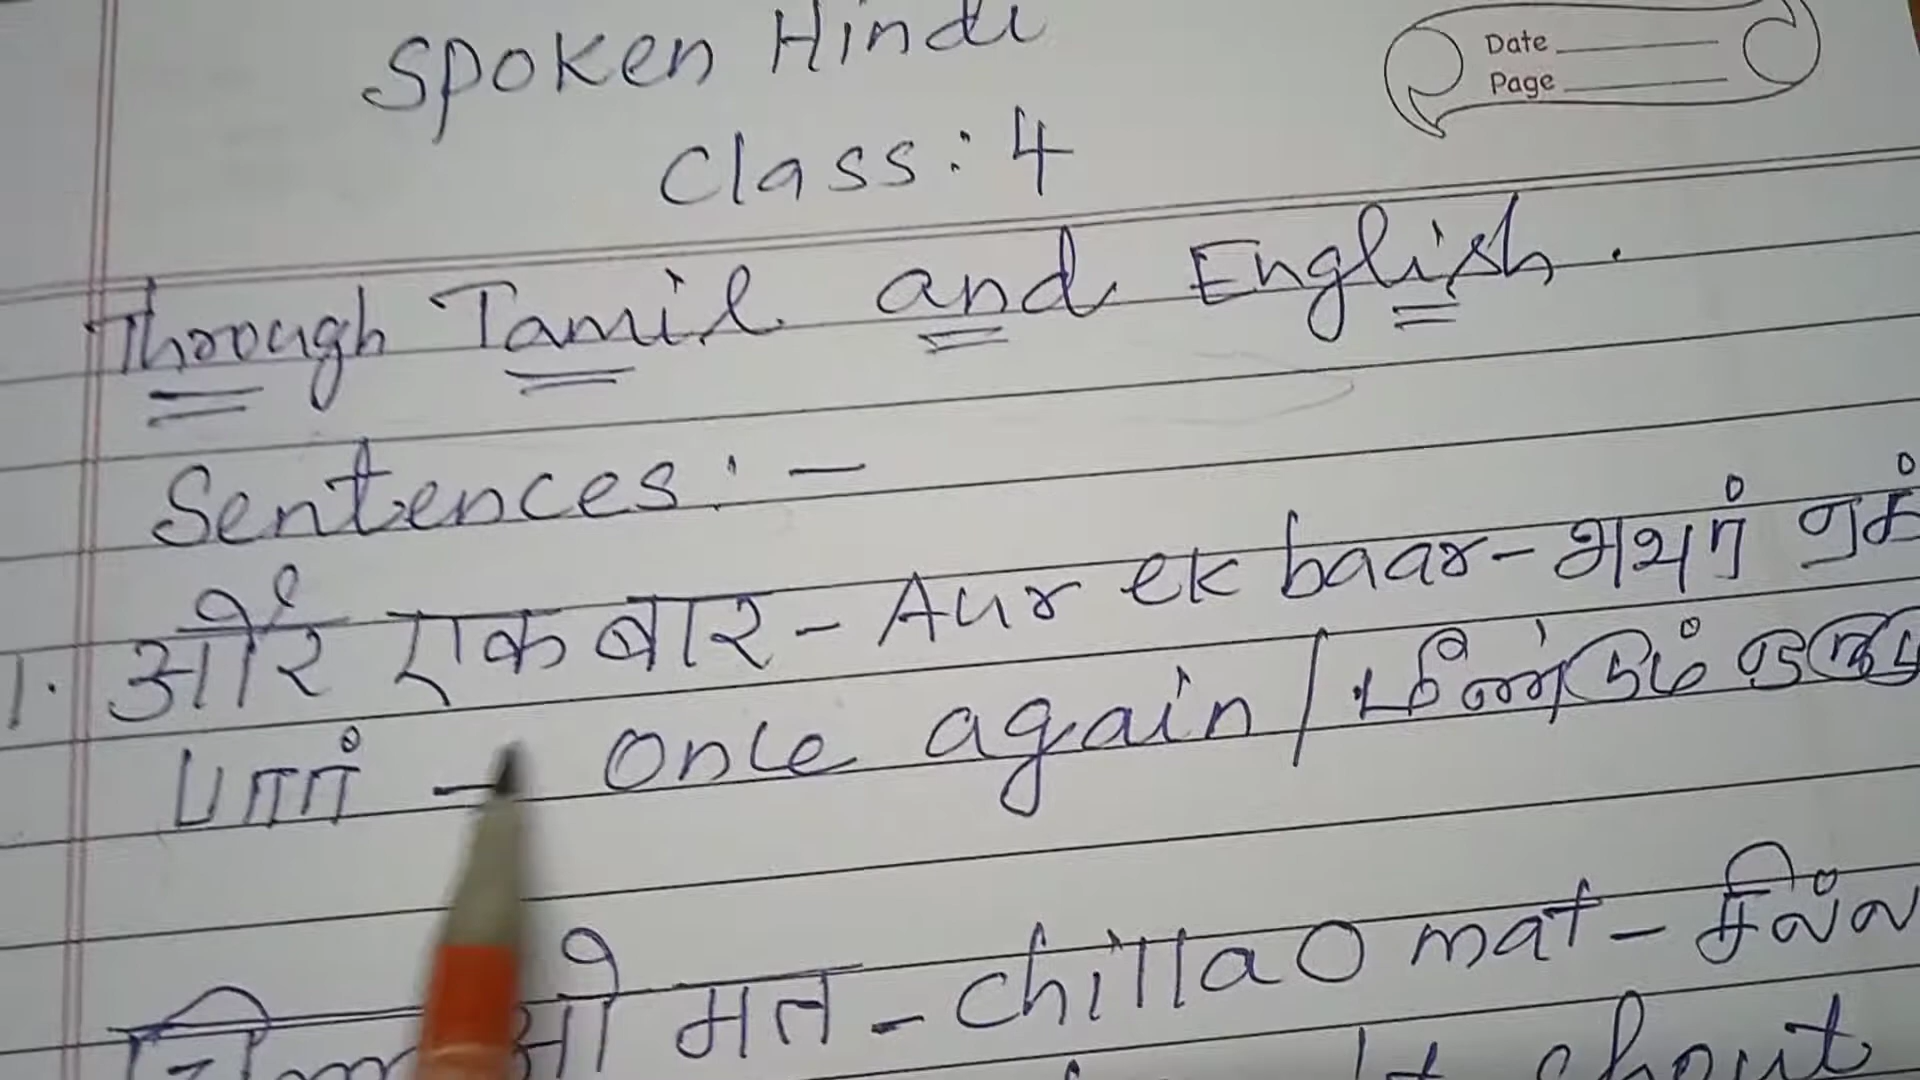 Spoken Hindi
Date
Page
Class: 4
Through Tamil and English.
Sentences: -
1. और एक बार - Aur ek baar - அவுர் ஏக்
பார் - Once again / மீண்டும் ஒரு
ओ मत - chillao mat - சில்ல
shout